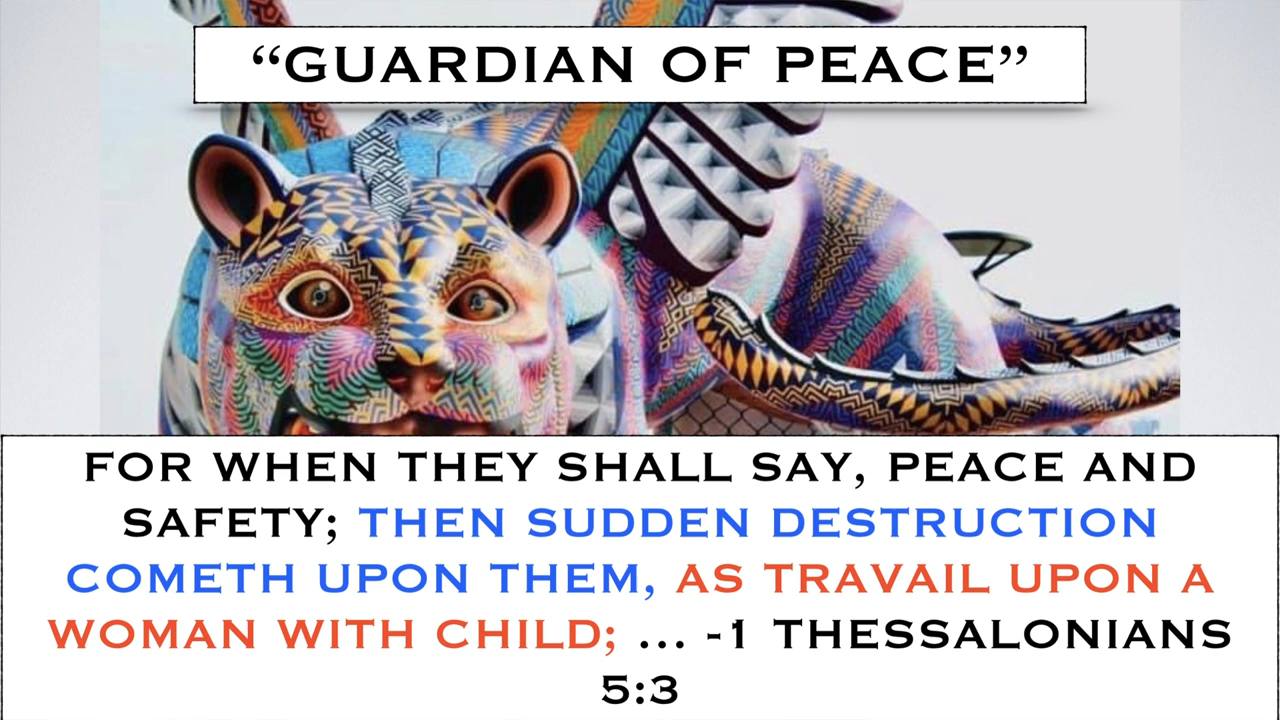 “GUARDIAN OF PEACE”
FOR WHEN THEY SHALL SAY, PEACE AND
SAFETY; THEN SUDDEN DESTRUCTION
COMETH UPON THEM, AS TRAVAIL UPON A
WOMAN WITH CHILD; ... -1 THESSALONIANS
5:3